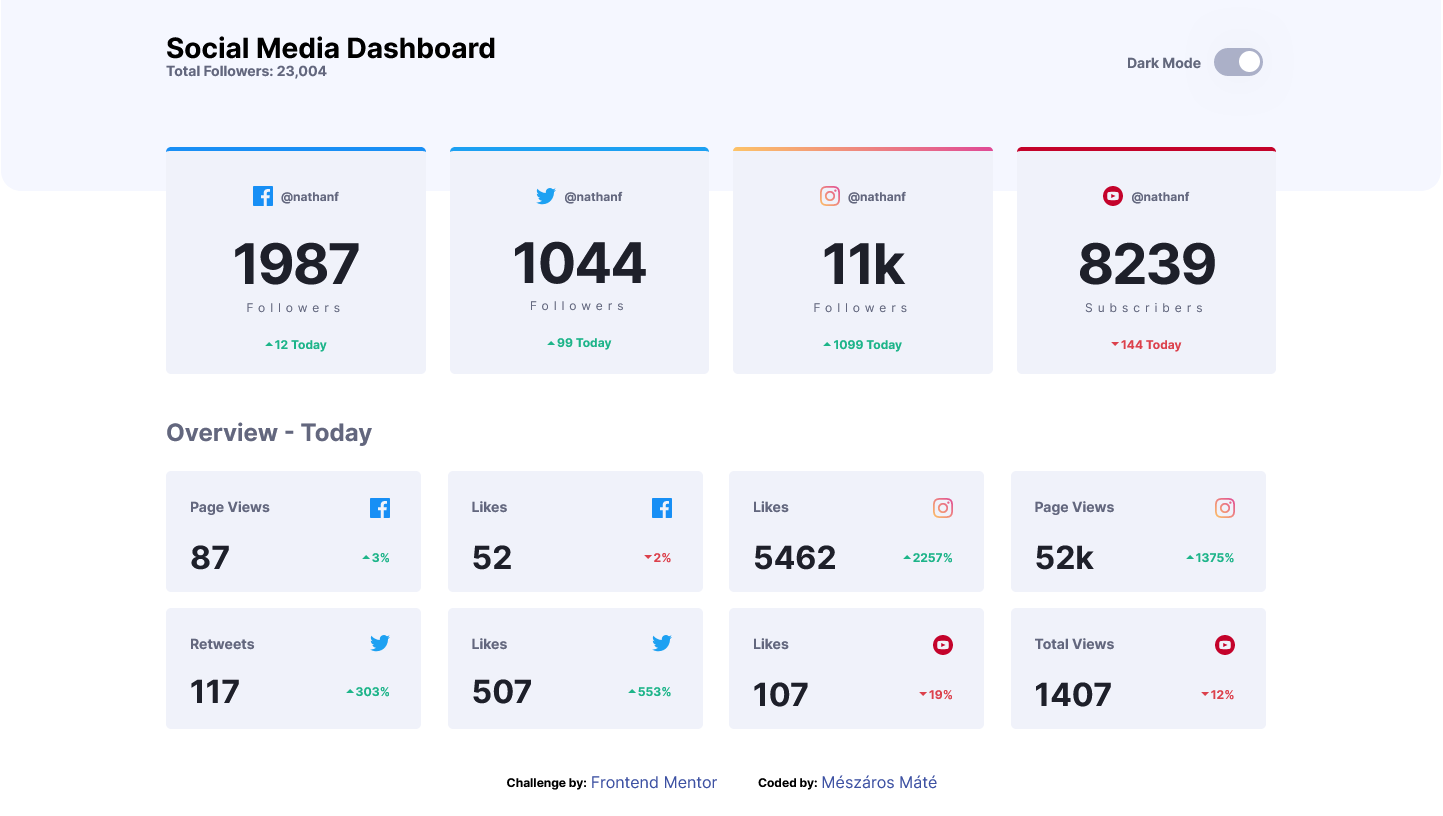 Social Media Dashboard
Total Followers: 23,004
Dark Mode
@nathanf
1987
Followers
12 Today
@nathanf
1044
Followers
99 Today
@nathanf
11k
Followers
1099 Today
@nathanf
8239
Subscribers
144 Today
Overview - Today
Page Views
87
3%
Likes
52
2%
Likes
5462
2257%
Page Views
52k
1375%
Retweets
117
303%
Likes
507
553%
Likes
107
19%
Total Views
1407
12%
Challenge by: Frontend Mentor
Coded by: Mészáros Máté